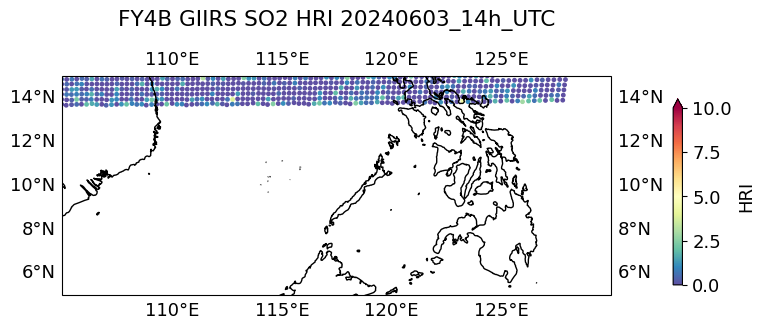 FY4B GIIRS SO2 HRI 20240603_14h_UTC
110°E 115°E 120°E 125°E
14°N 14°N
12°N 12°N
10°N 10°N
8°N 8°N
6°N 6°N
110°E 115°E 120°E 125°E
10.0
7.5
5.0
2.5
0.0
HRI